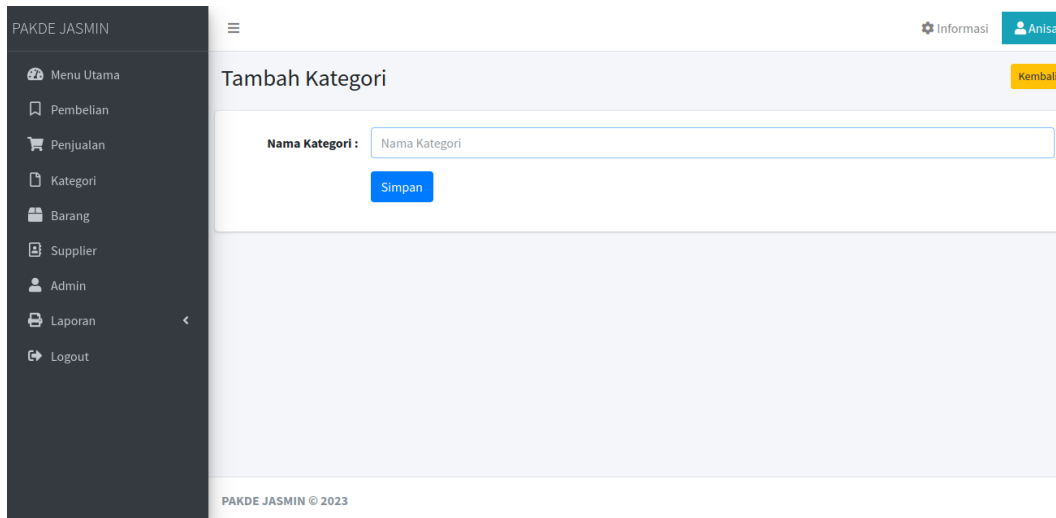 PAKDE JASMIN
Informasi
Anisa
Menu Utama
Pembelian
Penjualan
Kategori
Barang
Supplier
Admin
Laporan
Logout
Tambah Kategori
Kembali
Nama Kategori :
Nama Kategori
Simpan
PAKDE JASMIN © 2023